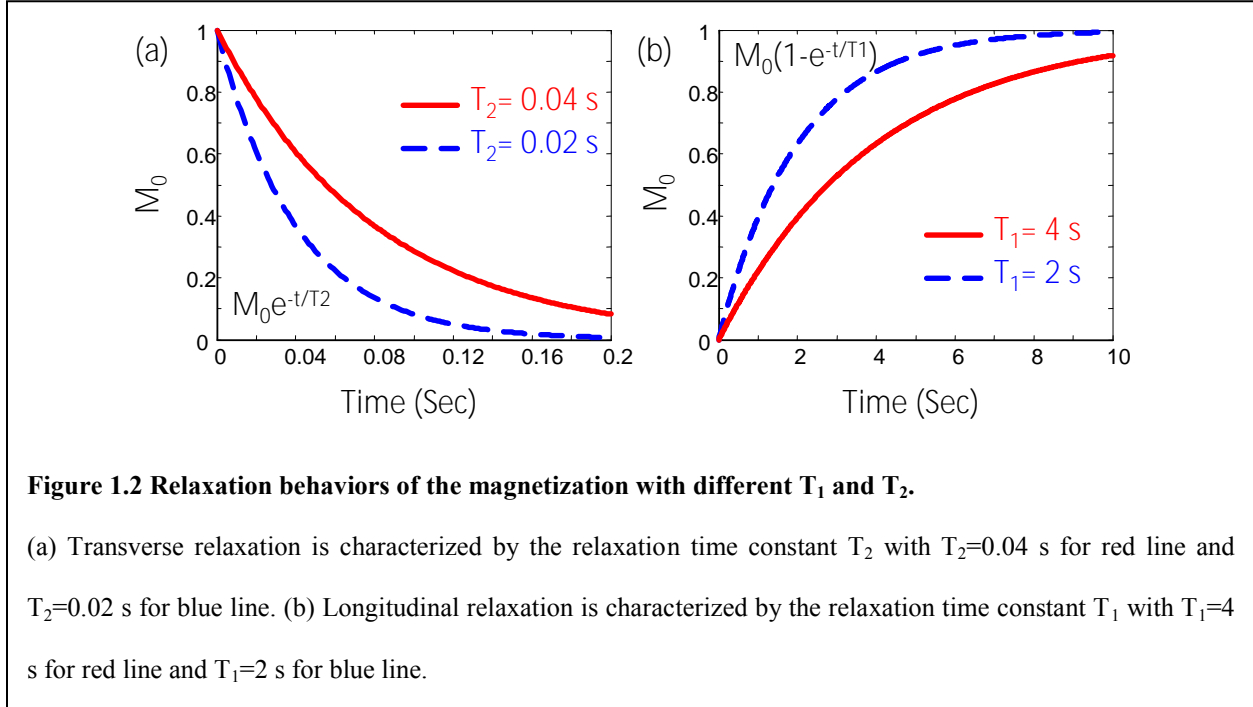 (a)
1
0.8
0.6
0.4
0.2
0
M₀
T₂= 0.04 s
T₂= 0.02 s
M₀e⁻ᵗ/ᵀ²
0 0.04 0.08 0.12 0.16 0.2
Time (Sec)
(b)
1
0.8
0.6
0.4
0.2
0
M₀
M₀(1-e⁻ᵗ/ᵀ¹)
T₁= 4 s
T₁= 2 s
0 2 4 6 8 10
Time (Sec)
Figure 1.2 Relaxation behaviors of the magnetization with different T₁ and T₂.
(a) Transverse relaxation is characterized by the relaxation time constant T₂ with T₂=0.04 s for red line and
T₂=0.02 s for blue line. (b) Longitudinal relaxation is characterized by the relaxation time constant T₁ with T₁=4
s for red line and T₁=2 s for blue line.